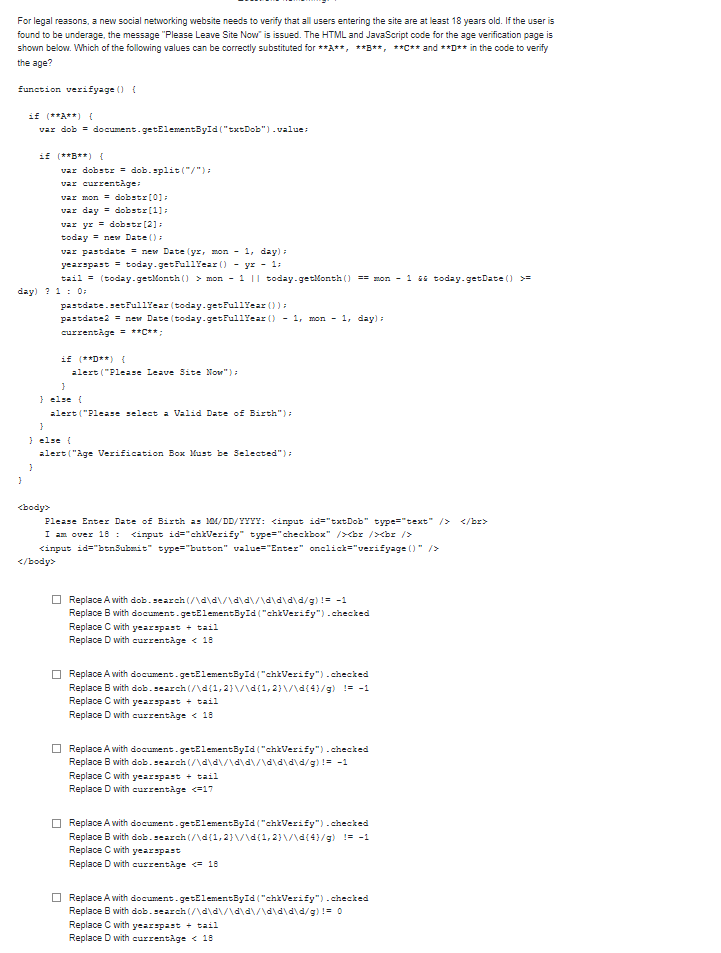 For legal reasons, a new social networking website needs to verify that all users entering the site are at least 18 years old. If the user is
found to be underage, the message "Please Leave Site Now" is issued. The HTML and JavaScript code for the age verification page is
shown below. Which of the following values can be correctly substituted for **A**, **B**, **C** and **D** in the code to verify
the age?
function verifyage() {
if (**A**) {
var dob = document.getElementById("txtDob").value;
if (**B**) {
var dobstr = dob.split("/");
var currentAge;
var mon = dobstr[0];
var day = dobstr[1];
var yr = dobstr[2];
today = new Date();
var pastdate = new Date(yr, mon - 1, day);
yearspast = today.getFullYear() - yr - 1;
tail = (today.getMonth() > mon - 1 || today.getMonth() == mon - 1 && today.getDate() >=
day) ? 1 : 0;
pastdate.setFullYear(today.getFullYear());
pastdate2 = new Date(today.getFullYear() - 1, mon - 1, day);
currentAge = **C**;
if (**D**) {
alert("Please Leave Site Now");
}
} else {
alert("Please select a Valid Date of Birth");
}
} else {
alert("Age Verification Box Must be Selected");
}
}
<body>
Please Enter Date of Birth as MM/DD/YYYY: <input id="txtDob" type="text" /> </br>
I am over 18 : <input id="chkVerify" type="checkbox" /><br /><br />
<input id="btnSubmit" type="button" value="Enter" onclick="verifyage()" />
</body>
Replace A with dob.search(/\d\d\/\d\d\/\d\d\d\d/g)!= -1
Replace B with document.getElementById("chkVerify").checked
Replace C with yearspast + tail
Replace D with currentAge < 18
Replace A with document.getElementById("chkVerify").checked
Replace B with dob.search(/\d{1,2}\/\d{1,2}\/\d{4}/g) != -1
Replace C with yearspast + tail
Replace D with currentAge < 18
Replace A with document.getElementById("chkVerify").checked
Replace B with dob.search(/\d\d\/\d\d\/\d\d\d\d/g)!= -1
Replace C with yearspast + tail
Replace D with currentAge <=17
Replace A with document.getElementById("chkVerify").checked
Replace B with dob.search(/\d{1,2}\/\d{1,2}\/\d{4}/g) != -1
Replace C with yearspast
Replace D with currentAge <= 18
Replace A with document.getElementById("chkVerify").checked
Replace B with dob.search(/\d\d\/\d\d\/\d\d\d\d/g)!= 0
Replace C with yearspast + tail
Replace D with currentAge < 18